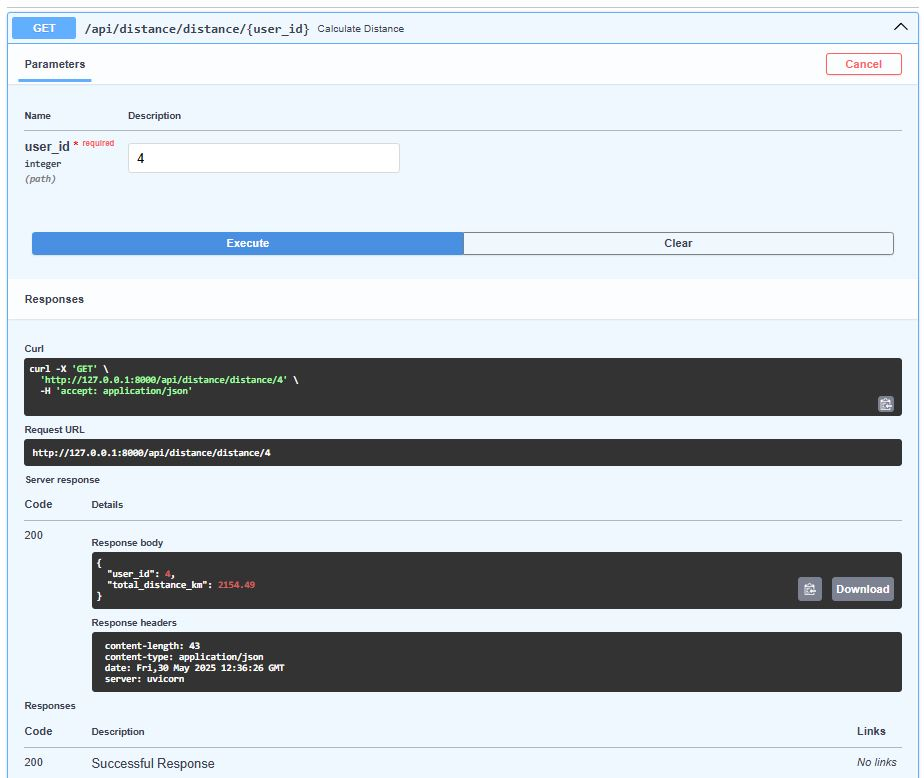 GET /api/distance/distance/{user_id} Calculate Distance
Parameters
Cancel
Name Description
user_id * required
integer
(path)
4
Execute Clear
Responses
Curl
curl -X 'GET' \
'http://127.0.0.1:8000/api/distance/distance/4' \
-H 'accept: application/json'
Request URL
http://127.0.0.1:8000/api/distance/distance/4
Server response
Code Details
200
Response body
{
"user_id": 4,
"total_distance_km": 2154.49
}
Download
Response headers
content-length: 43
content-type: application/json
date: Fri,30 May 2025 12:36:26 GMT
server: uvicorn
Responses
Code Description Links
200 Successful Response No links